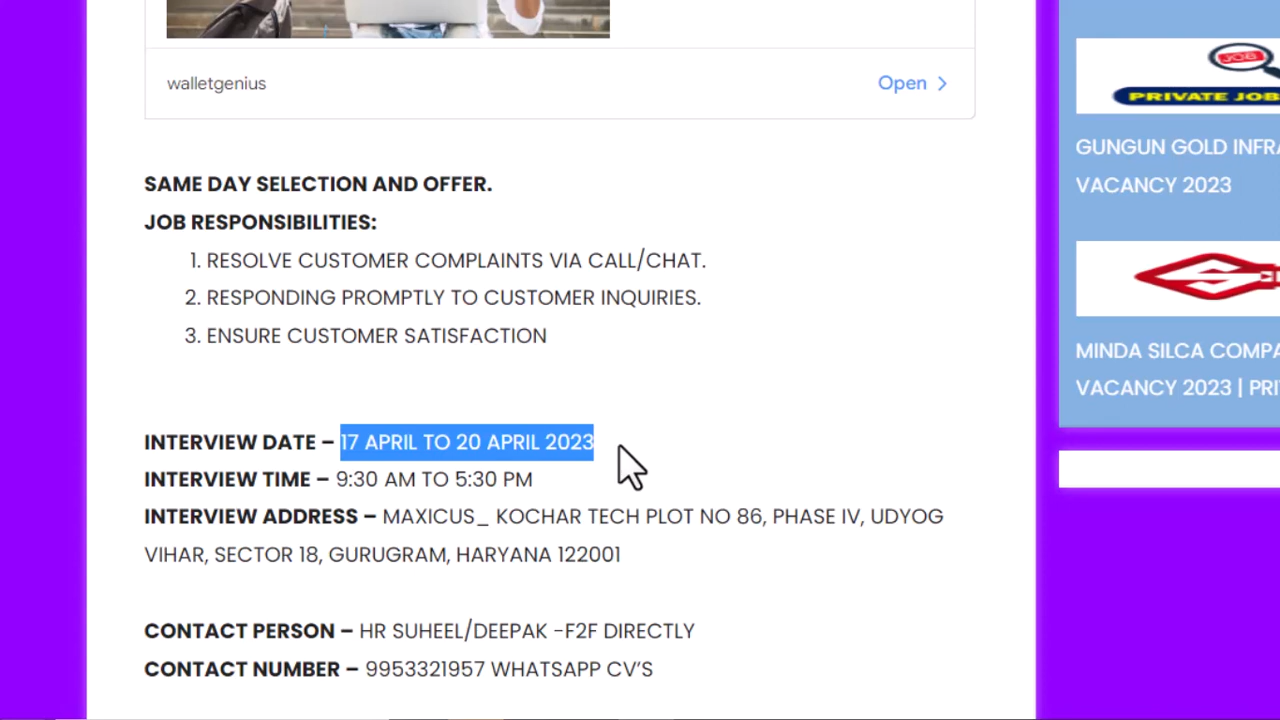 walletgenius
Open
SAME DAY SELECTION AND OFFER.
JOB RESPONSIBILITIES:
1. RESOLVE CUSTOMER COMPLAINTS VIA CALL/CHAT.
2. RESPONDING PROMPTLY TO CUSTOMER INQUIRIES.
3. ENSURE CUSTOMER SATISFACTION
INTERVIEW DATE – 17 APRIL TO 20 APRIL 2023
INTERVIEW TIME – 9:30 AM TO 5:30 PM
INTERVIEW ADDRESS – MAXICUS_ KOCHAR TECH PLOT NO 86, PHASE IV, UDYOG
VIHAR, SECTOR 18, GURUGRAM, HARYANA 122001
CONTACT PERSON – HR SUHEEL/DEEPAK -F2F DIRECTLY
CONTACT NUMBER – 9953321957 WHATSAPP CV'S
JOB
PRIVATE JOB
GUNGUN GOLD INFRA
VACANCY 2023
MINDA SILCA COMPA
VACANCY 2023 | PRI